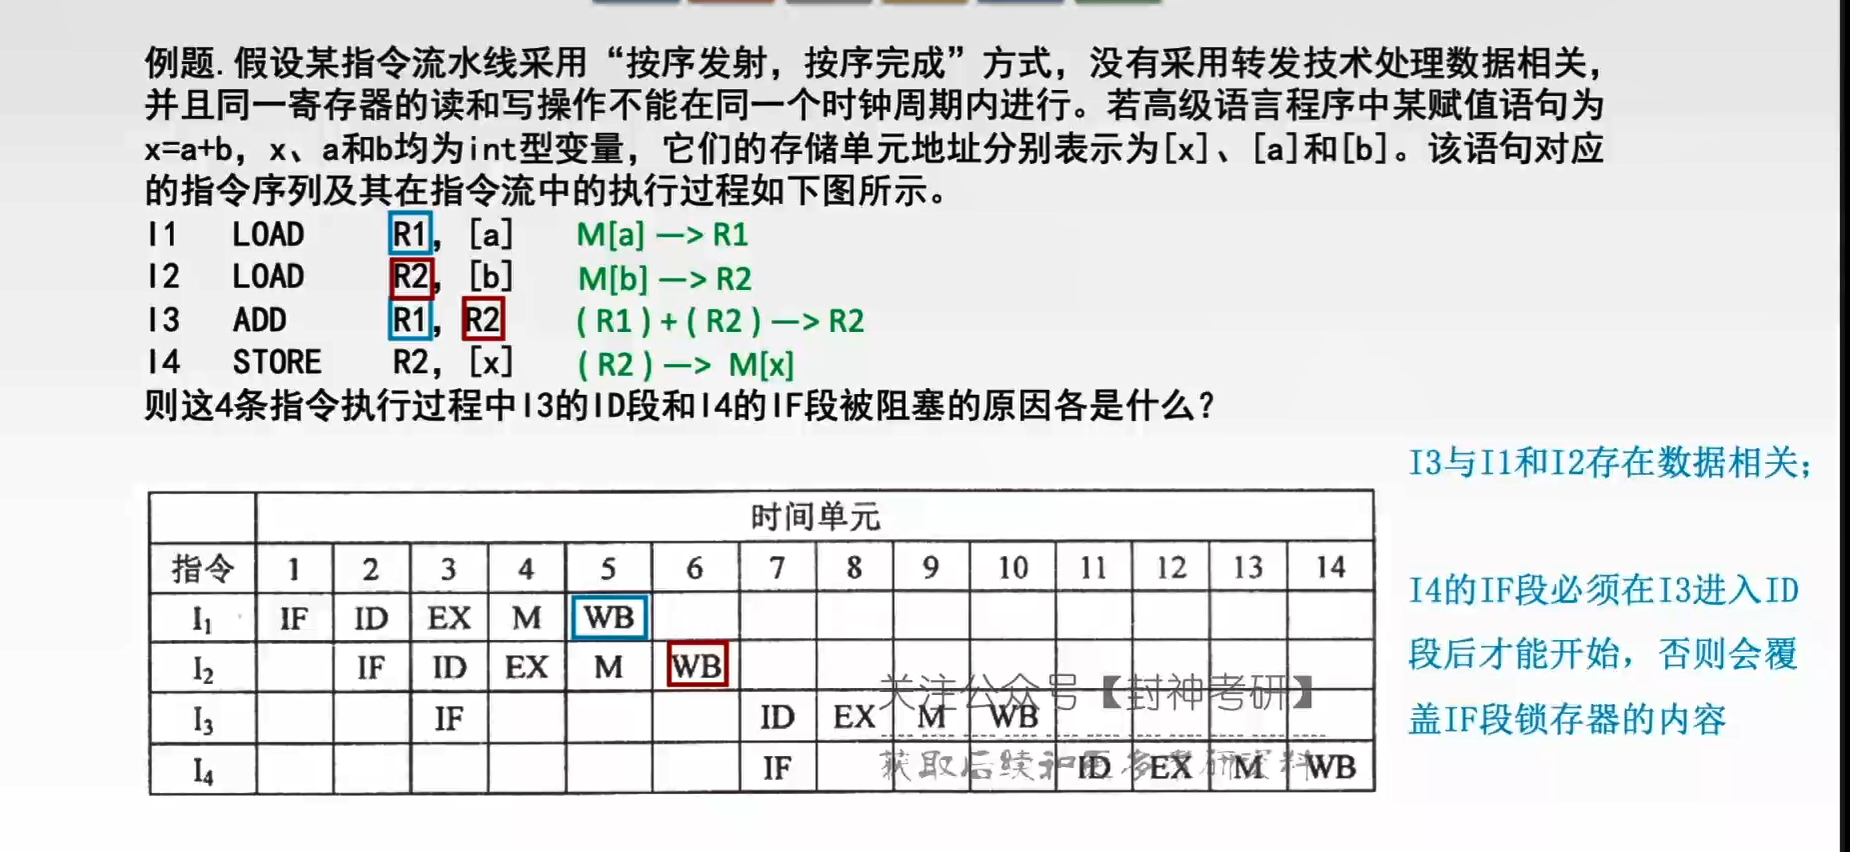 例题.假设某指令流水线采用“按序发射，按序完成”方式，没有采用转发技术处理数据相关，
并且同一寄存器的读和写操作不能在同一个时钟周期内进行。若高级语言程序中某赋值语句为
x=a+b，x、a和b均为int型变量，它们的存储单元地址分别表示为[x]、[a]和[b]。该语句对应
的指令序列及其在指令流中的执行过程如下图所示。
I1 LOAD R1，[a] M[a] —> R1
I2 LOAD R2，[b] M[b] —> R2
I3 ADD R1，R2 ( R1 ) + ( R2 ) —> R2
I4 STORE R2，[x] ( R2 ) —> M[x]
则这4条指令执行过程中I3的ID段和I4的IF段被阻塞的原因各是什么？
I3与I1和I2存在数据相关；
时间单元
指令 1 2 3 4 5 6 7 8 9 10 11 12 13 14
I4的IF段必须在I3进入ID
I₁ IF ID EX M WB
段后才能开始，否则会覆
I₂ IF ID EX M WB
关注公众号【封神考研】
I₃ IF ID EX M WB
盖IF段锁存器的内容
I₄ IF ID EX M WB
获取后续和更多考研资料